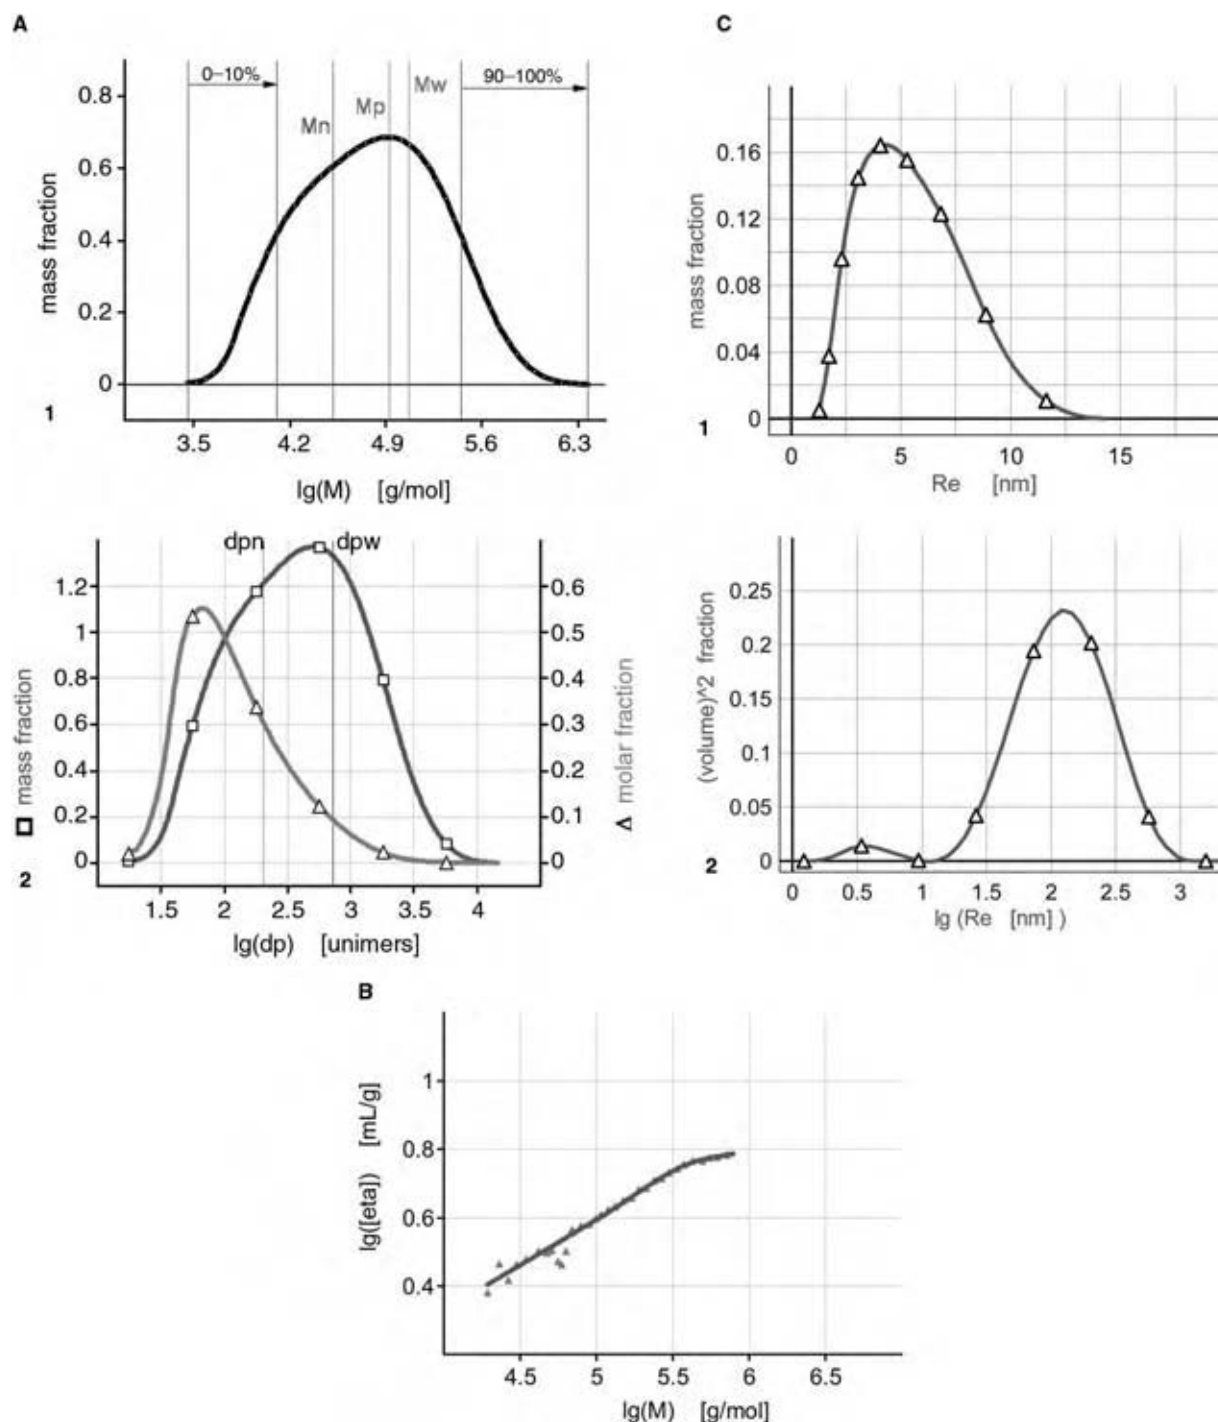 A
0–10%
Mn
Mp
Mw
90–100%
mass fraction
0.8
0.6
0.4
0.2
0
1
3.5 4.2 4.9 5.6 6.3
lg(M) [g/mol]
C
mass fraction
0.16
0.12
0.08
0.04
0
1
0 5 10 15
Re [nm]
dpn
dpw
mass fraction
1.2
1
0.8
0.6
0.4
0.2
0
0.6
0.5
0.4
0.3
0.2
0.1
0
molar fraction
2
1.5 2 2.5 3 3.5 4
lg(dp) [unimers]
(volume)^2 fraction
0.25
0.2
0.15
0.1
0.05
0
2
0 0.5 1 1.5 2 2.5 3
lg (Re [nm] )
B
lg([eta]) [mL/g]
1
0.8
0.6
0.4
4.5 5 5.5 6 6.5
lg(M) [g/mol]